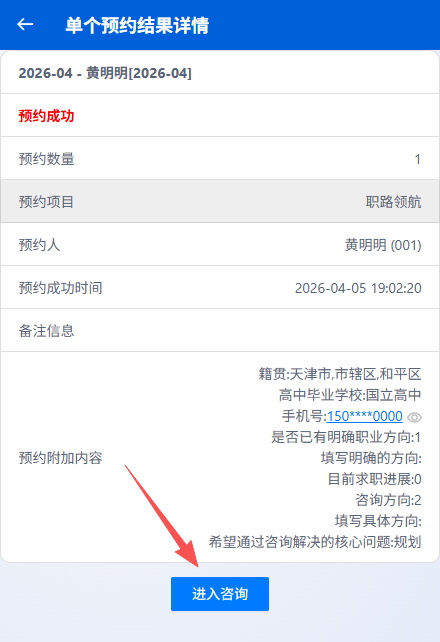 单个预约结果详情
2026-04 - 黄明明[2026-04]
预约成功
预约数量 1
预约项目 职路领航
预约人 黄明明 (001)
预约成功时间 2026-04-05 19:02:20
备注信息
预约附加内容
籍贯:天津市,市辖区,和平区
高中毕业学校:国立高中
手机号:150****0000
是否已有明确职业方向:1
填写明确的方向:
目前求职进展:0
咨询方向:2
填写具体方向:
希望通过咨询解决的核心问题:规划
进入咨询